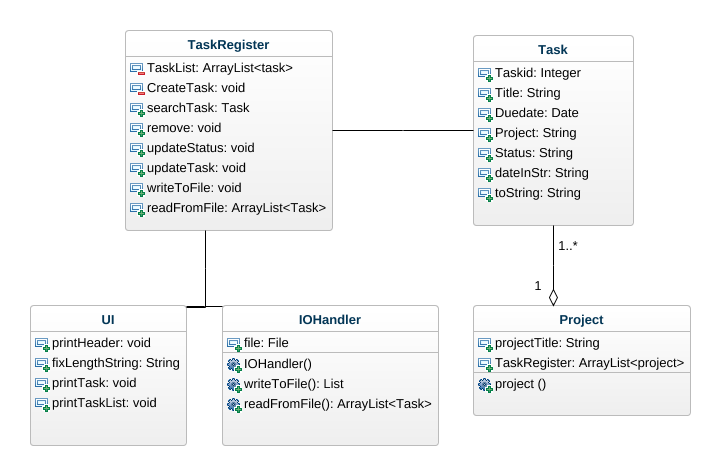 TaskRegister
TaskList: ArrayList<task>
CreateTask: void
searchTask: Task
remove: void
updateStatus: void
updateTask: void
writeToFile: void
readFromFile: ArrayList<Task>
Task
Taskid: Integer
Title: String
Duedate: Date
Project: String
Status: String
dateInStr: String
toString: String
1..*
1
UI
printHeader: void
fixLengthString: String
printTask: void
printTaskList: void
IOHandler
file: File
IOHandler()
writeToFile(): List
readFromFile(): ArrayList<Task>
Project
projectTitle: String
TaskRegister: ArrayList<project>
project ()